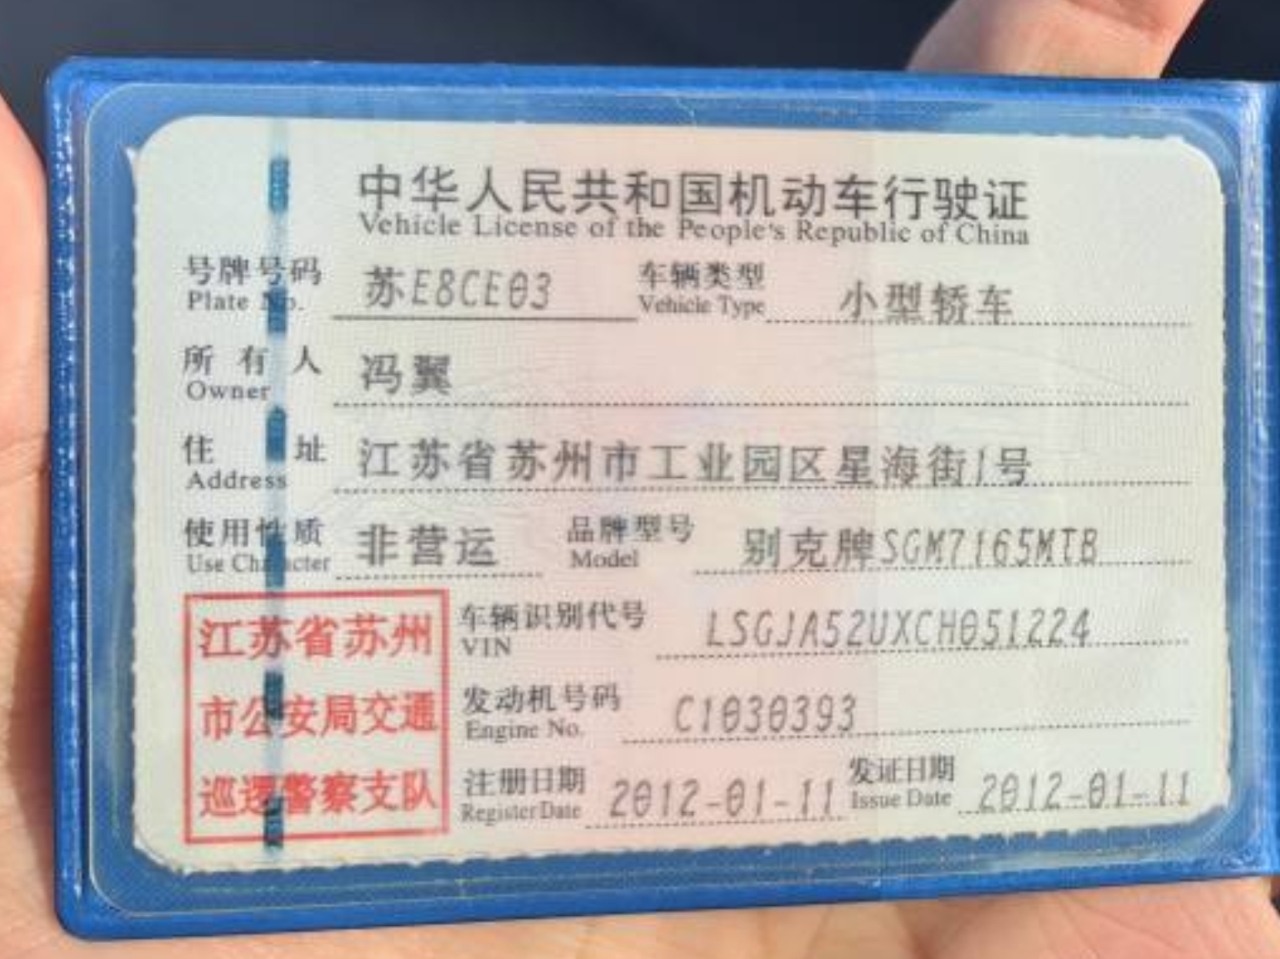 中华人民共和国机动车行驶证
Vehicle License of the People's Republic of China
号牌号码 苏E8CE03 车辆类型 小型轿车
Plate No. Vehicle Type
所有人 冯翼
Owner
住址 江苏省苏州市工业园区星海街1号
Address
使用性质 非营运 品牌型号 别克牌SGM7165MTB
Use Character Model
江苏省苏州
市公安局交通
巡逻警察支队
车辆识别代号 LSGJA52UXCH051224
VIN
发动机号码 C1030393
Engine No.
注册日期 2012-01-11 发证日期 2012-01-11
Register Date Issue Date